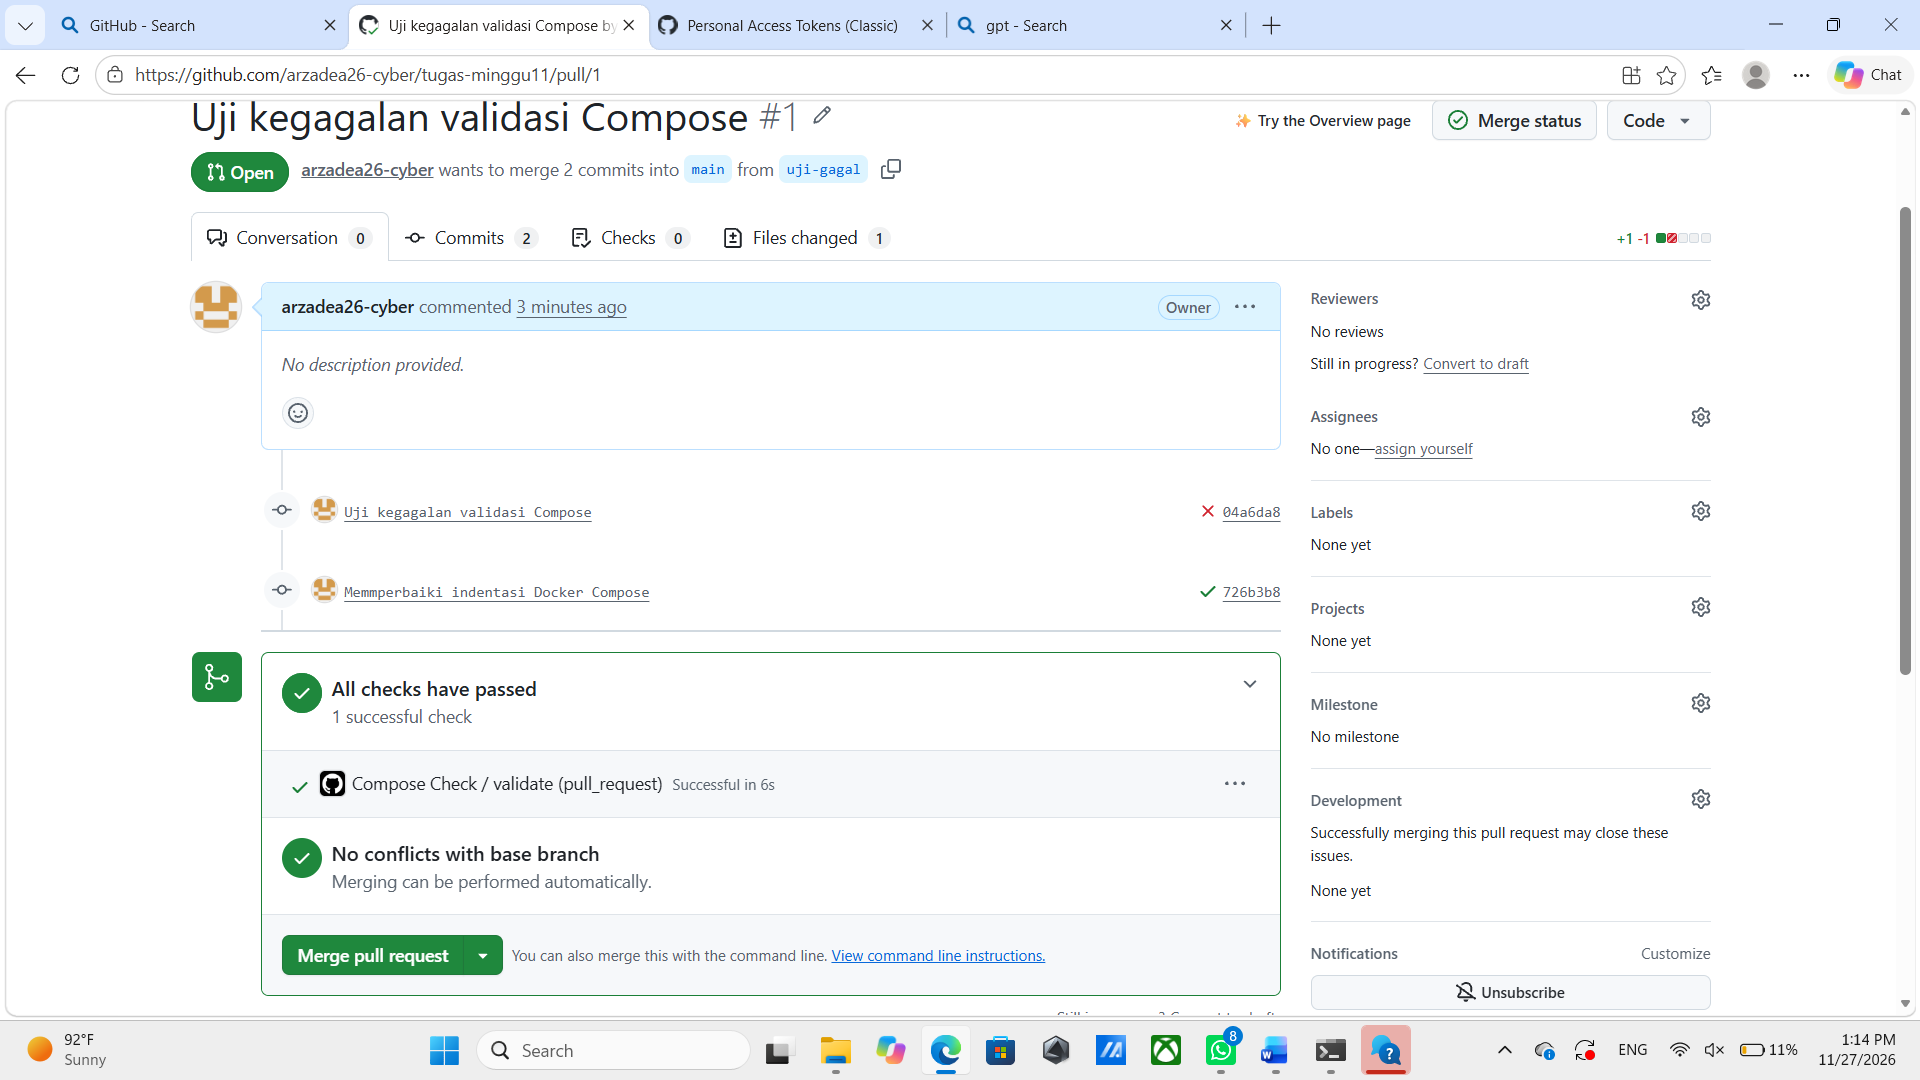 GitHub - Search
Uji kegagalan validasi Compose by
Personal Access Tokens (Classic)
gpt - Search
https://github.com/arzadea26-cyber/tugas-minggu11/pull/1
Chat
Uji kegagalan validasi Compose #1
Try the Overview page
Merge status
Code
Open
arzadea26-cyber wants to merge 2 commits into main from uji-gagal
Conversation 0
Commits 2
Checks 0
Files changed 1
+1 -1
arzadea26-cyber commented 3 minutes ago
Owner
No description provided.
Uji kegagalan validasi Compose
04a6da8
Memmperbaiki indentasi Docker Compose
726b3b8
All checks have passed
1 successful check
Compose Check / validate (pull_request) Successful in 6s
No conflicts with base branch
Merging can be performed automatically.
Merge pull request
You can also merge this with the command line. View command line instructions.
Reviewers
No reviews
Still in progress? Convert to draft
Assignees
No one—assign yourself
Labels
None yet
Projects
None yet
Milestone
No milestone
Development
Successfully merging this pull request may close these
issues.
None yet
Notifications
Customize
Unsubscribe
92°F
Sunny
Search
8
ENG
11%
1:14 PM
11/27/2026